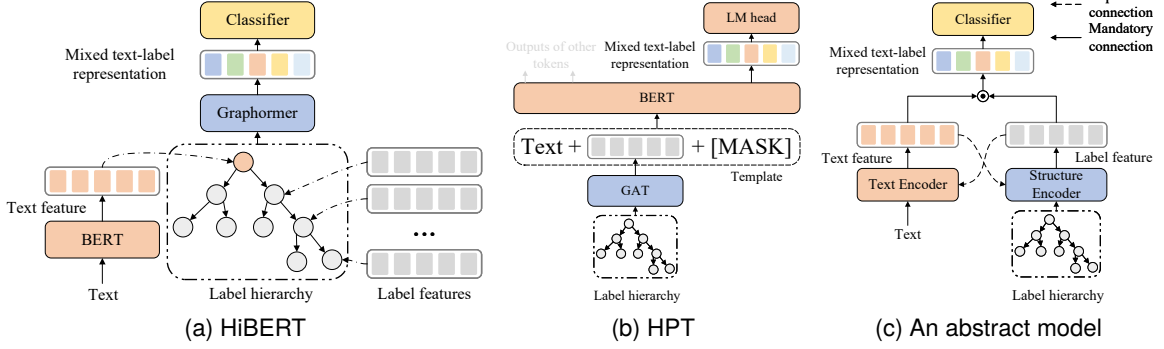 Classifier
Mixed text-label
representation
Graphormer
Text feature
BERT
...
Text
Label hierarchy
Label features
(a) HiBERT
LM head
Outputs of other
tokens
Mixed text-label
representation
BERT
Text + + [MASK]
Template
GAT
Label hierarchy
(b) HPT
connection
Mandatory
connection
Classifier
Mixed text-label
representation
Text feature
Label feature
Text Encoder
Structure
Encoder
Text
Label hierarchy
(c) An abstract model